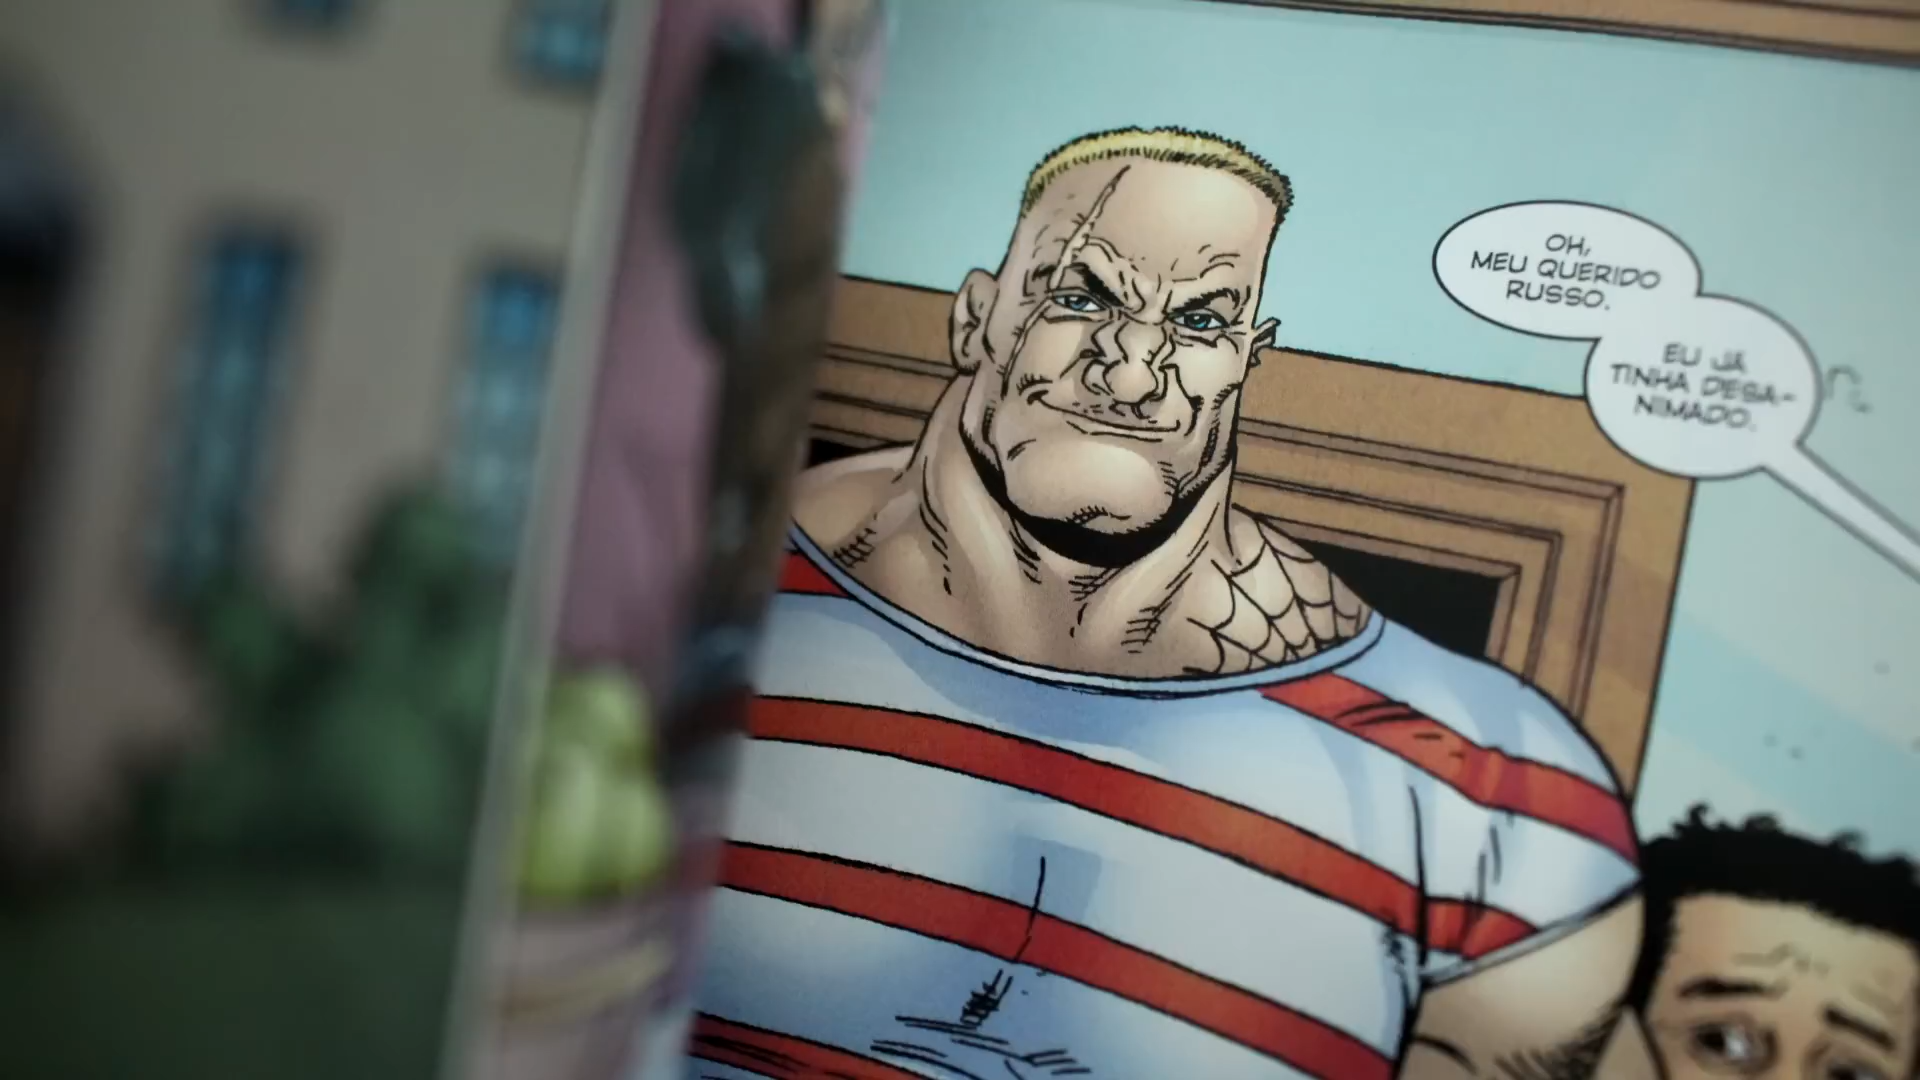 OH,
MEU QUERIDO
RUSSO.
EU JÁ
TINHA DESA-
NIMADO.